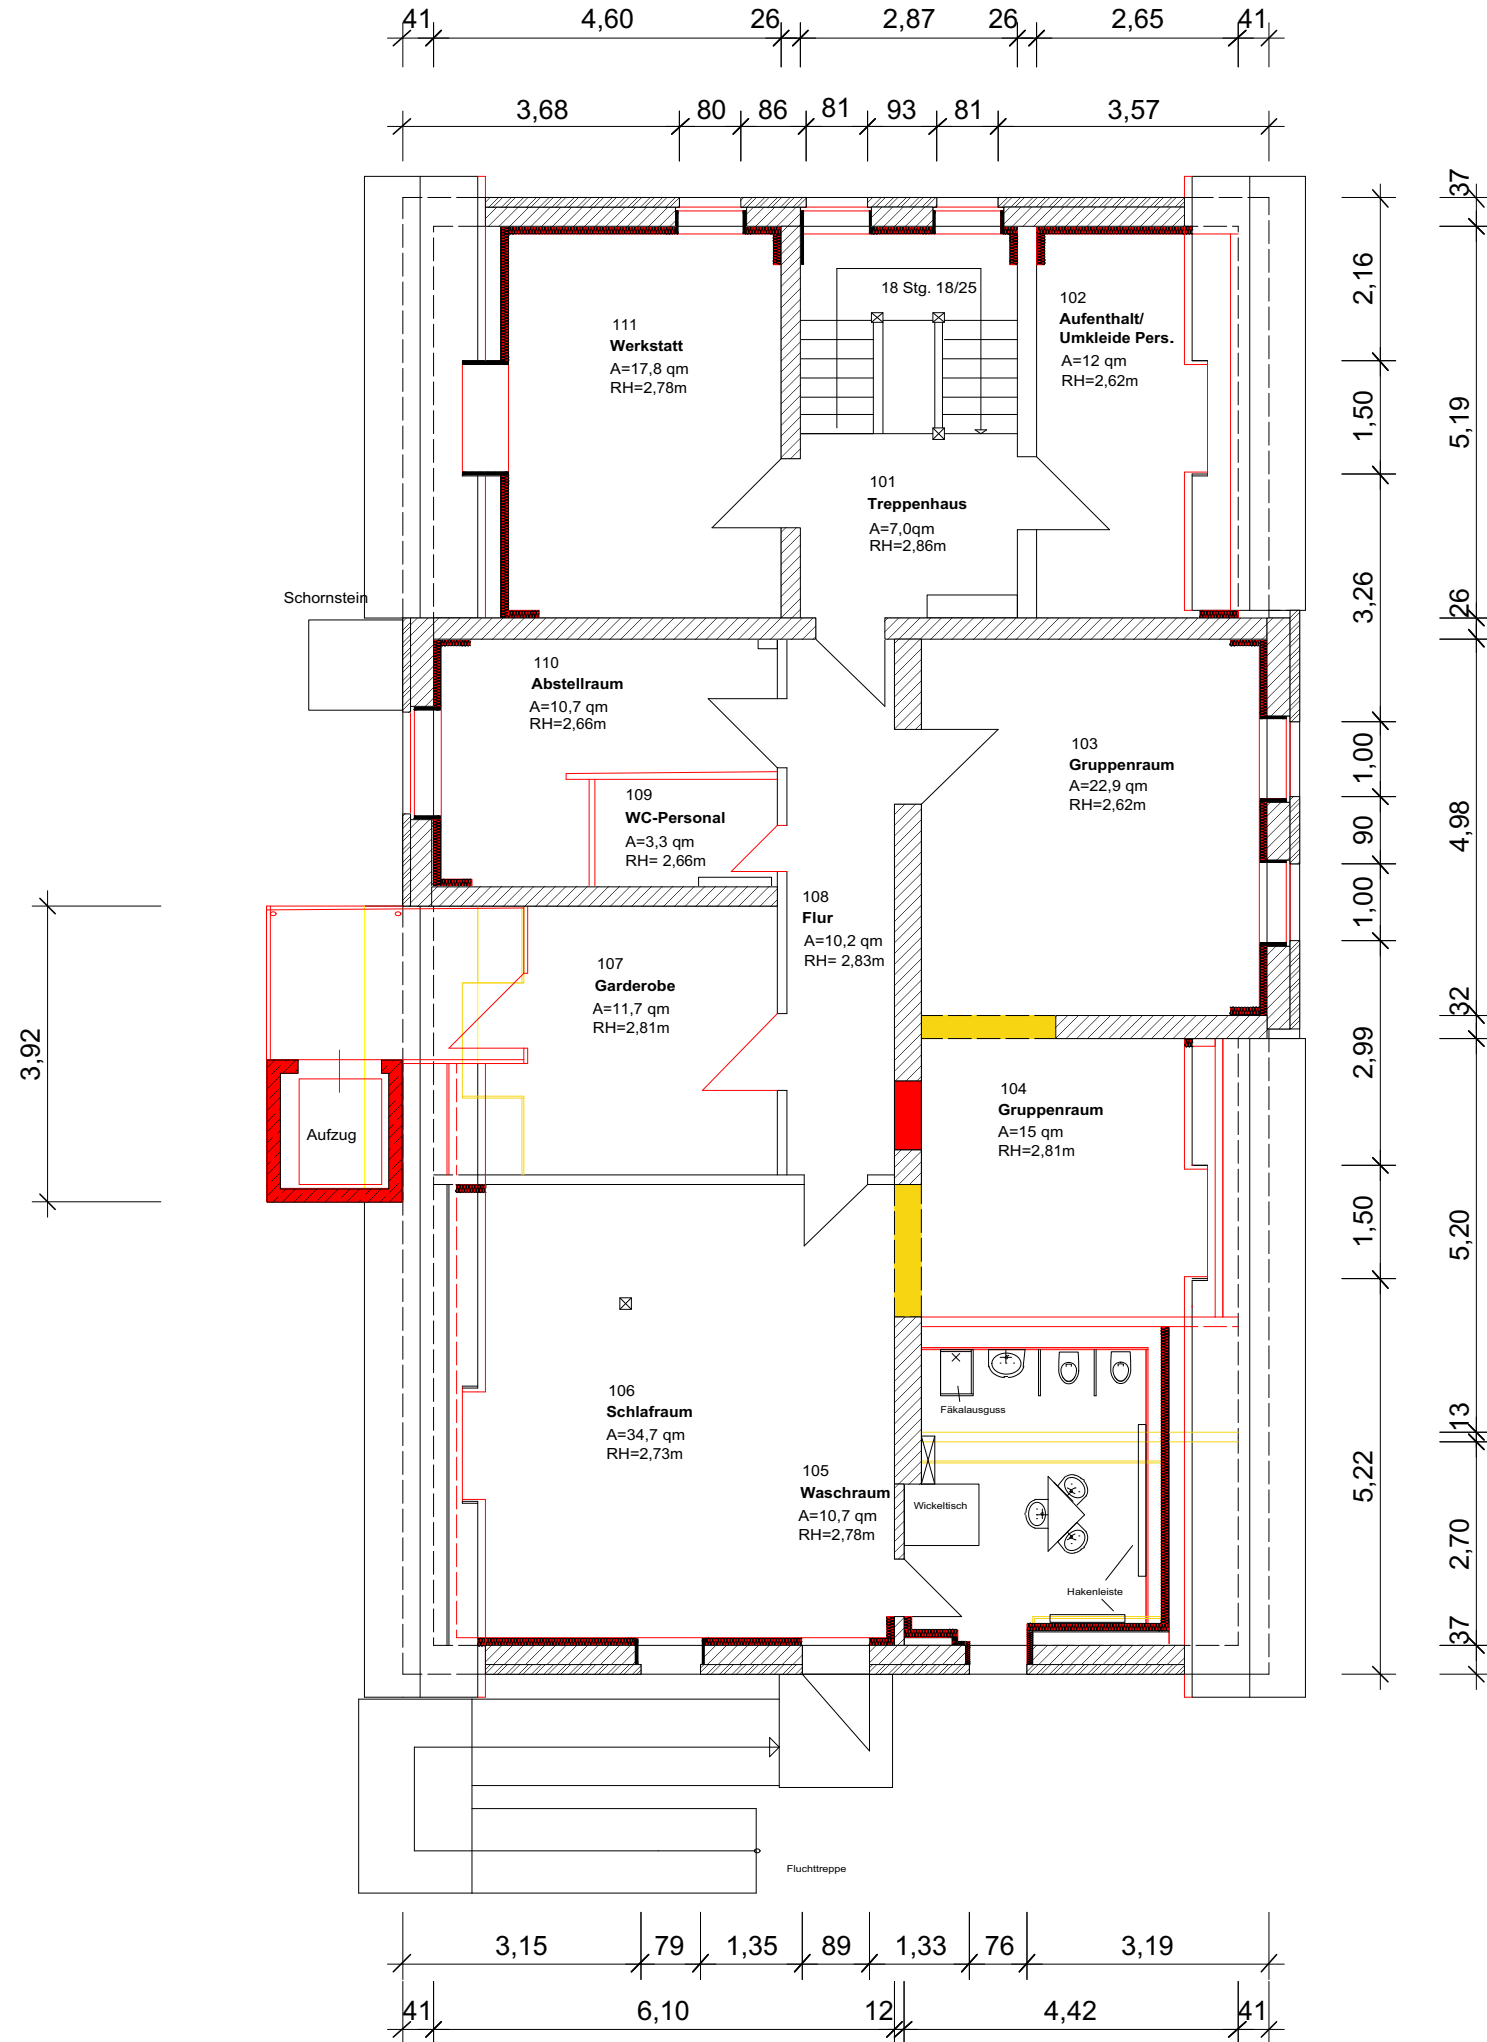 41 4,60 26 2,87 26 2,65 41
3,68 80 86 81 93 81 3,57
37
2,16
5,19
1,50
3,26
26
1,00
90
4,98
1,00
32
2,99
1,50
5,20
13
5,22
2,70
37
18 Stg. 18/25
102
Aufenthalt/
Umkleide Pers.
A=12 qm
RH=2,62m
111
Werkstatt
A=17,8 qm
RH=2,78m
101
Treppenhaus
A=7,0qm
RH=2,86m
Schornstein
110
Abstellraum
A=10,7 qm
RH=2,66m
103
Gruppenraum
A=22,9 qm
RH=2,62m
109
WC-Personal
A=3,3 qm
RH= 2,66m
108
Flur
A=10,2 qm
RH= 2,83m
107
Garderobe
A=11,7 qm
RH=2,81m
3,92
Aufzug
104
Gruppenraum
A=15 qm
RH=2,81m
106
Schlafraum
A=34,7 qm
RH=2,73m
Fäkalausguss
105
Waschraum
A=10,7 qm
RH=2,78m
Wickeltisch
Hakenleiste
Fluchttreppe
3,15 79 1,35 89 1,33 76 3,19
41 6,10 12 4,42 41